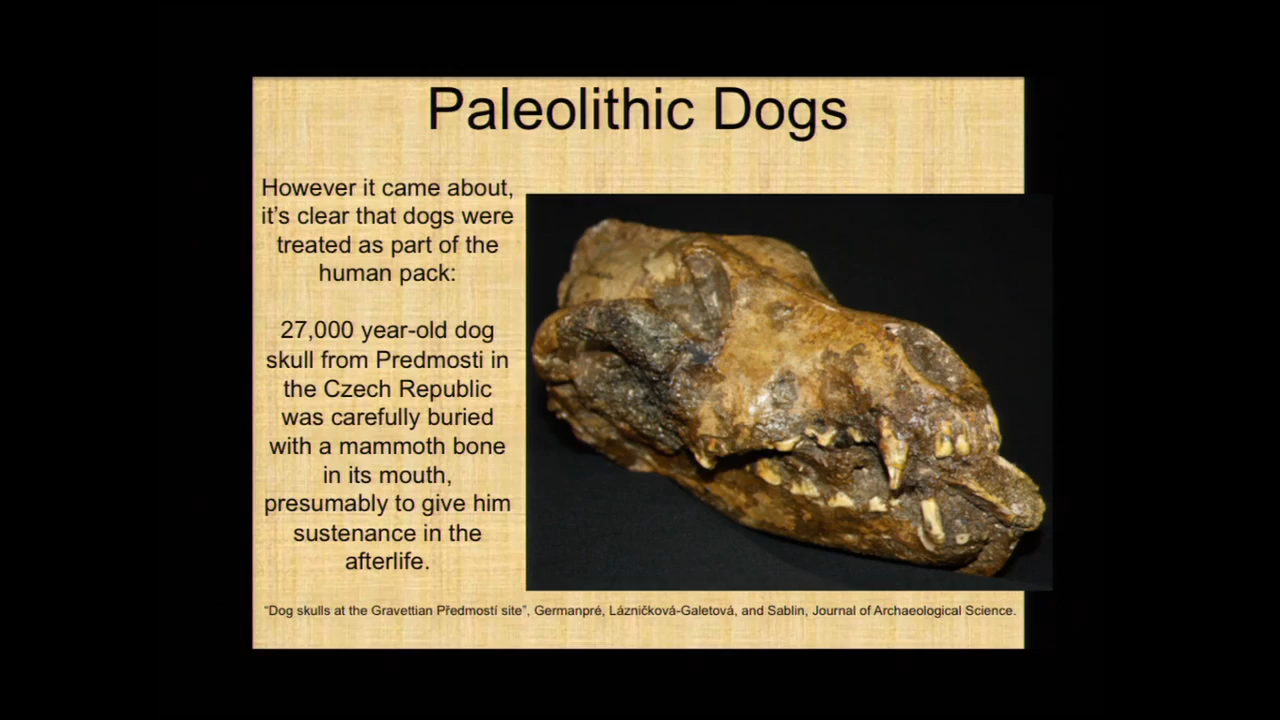 Paleolithic Dogs
However it came about,
it's clear that dogs were
treated as part of the
human pack:
27,000 year-old dog
skull from Predmosti in
the Czech Republic
was carefully buried
with a mammoth bone
in its mouth,
presumably to give him
sustenance in the
afterlife.
“Dog skulls at the Gravettian Předmostí site”, Germanpré, Lázničková-Galetová, and Sablin, Journal of Archaeological Science.